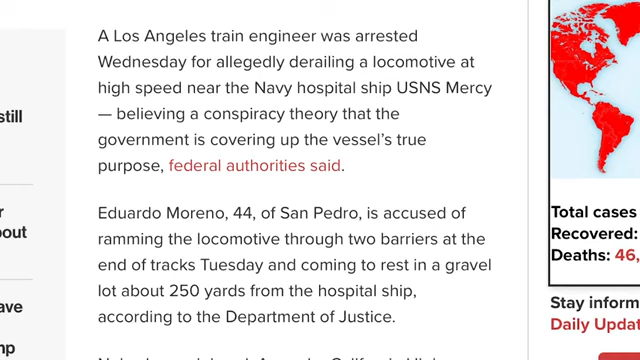 A Los Angeles train engineer was arrested
Wednesday for allegedly derailing a locomotive at
high speed near the Navy hospital ship USNS Mercy
— believing a conspiracy theory that the
government is covering up the vessel's true
purpose, federal authorities said.
Eduardo Moreno, 44, of San Pedro, is accused of
ramming the locomotive through two barriers at the
end of tracks Tuesday and coming to rest in a gravel
lot about 250 yards from the hospital ship,
according to the Department of Justice.
still
Total cases
Recovered:
Deaths: 46,
Stay inform
Daily Updat